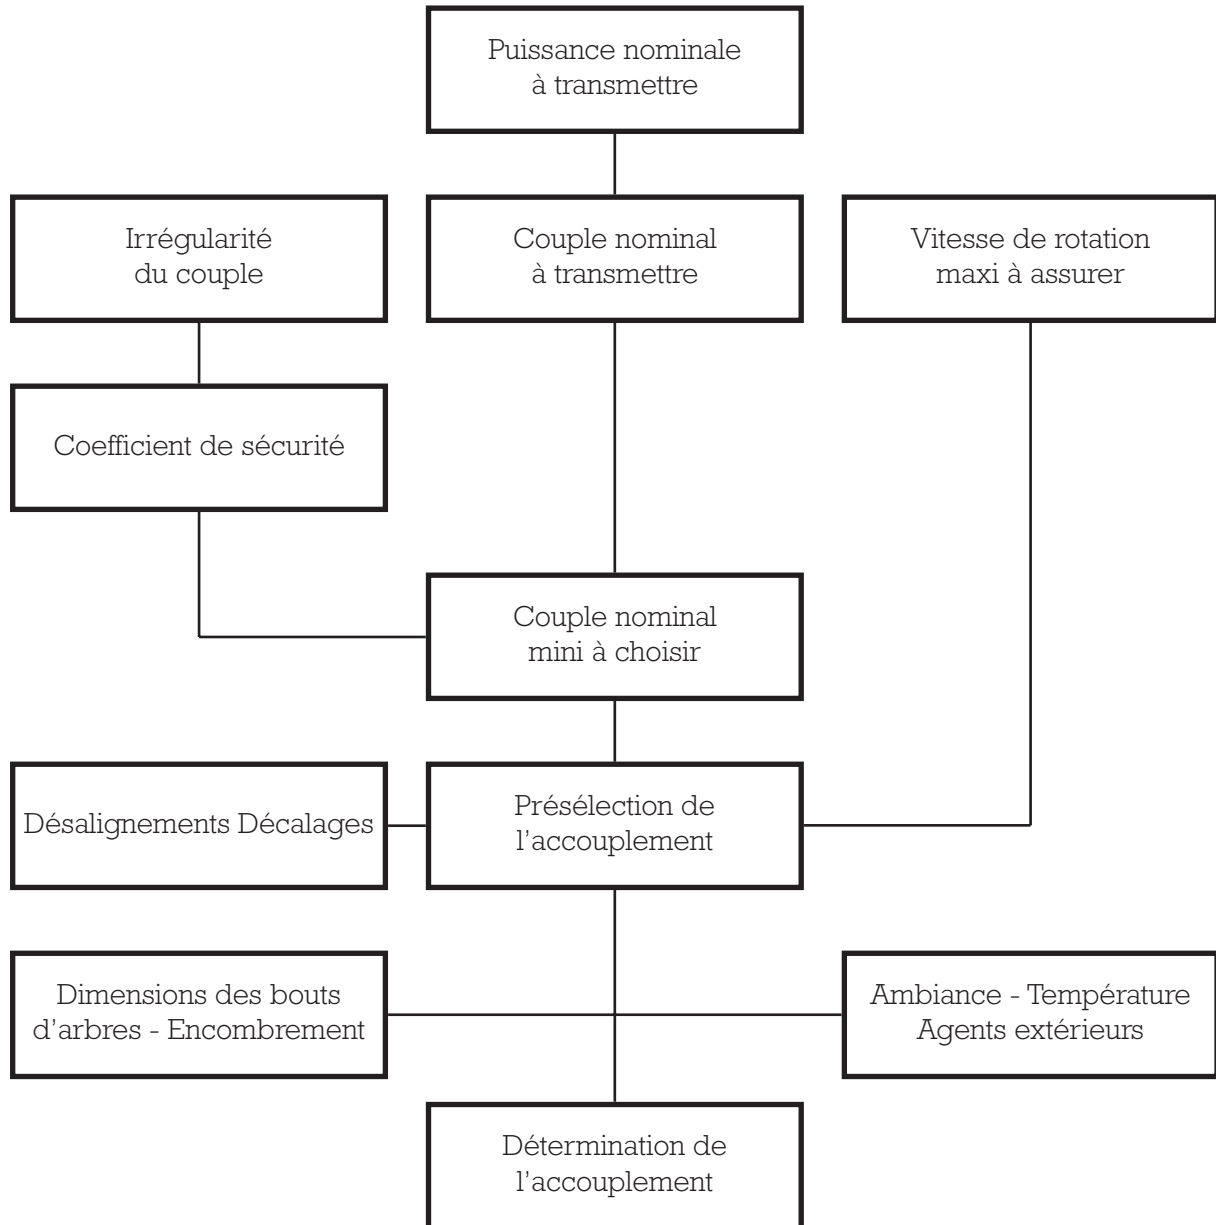 Puissance nominale
à transmettre
Irrégularité
du couple
Couple nominal
à transmettre
Vitesse de rotation
maxi à assurer
Coefficient de sécurité
Couple nominal
mini à choisir
Désalignements Décalages
Présélection de
l'accouplement
Dimensions des bouts
d'arbres - Encombrement
Ambiance - Température
Agents extérieurs
Détermination de
l'accouplement